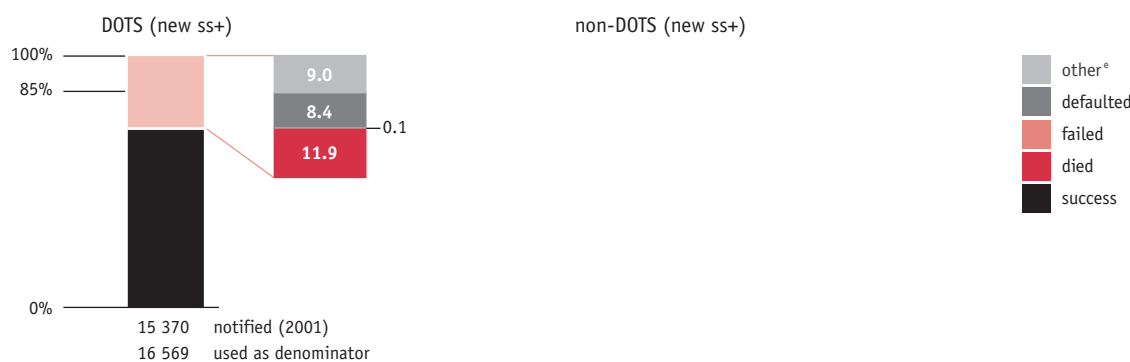 DOTS (new ss+)
non-DOTS (new ss+)
100%
85%
0%
9.0
8.4
0.1
11.9
15 370 notified (2001)
16 569 used as denominator
other e
defaulted
failed
died
success